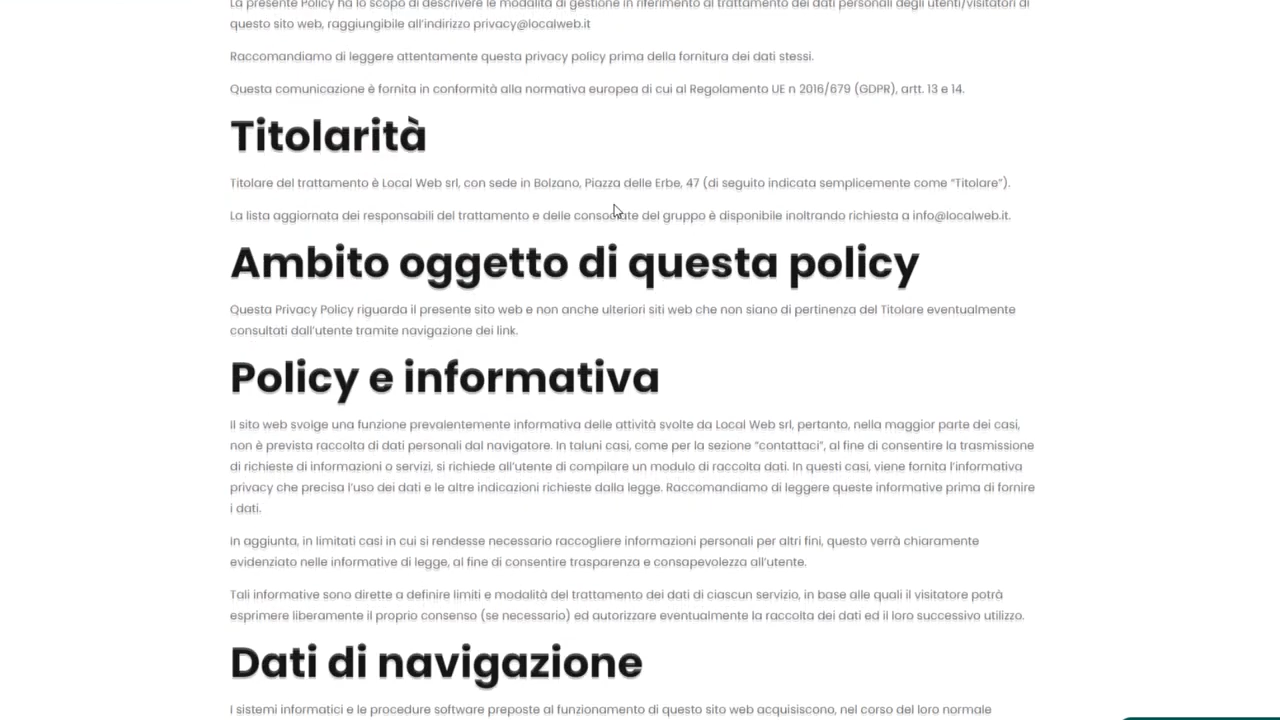 La presente Policy ha lo scopo di descrivere le modalità di gestione in riferimento al trattamento dei dati personali degli utenti/visitatori di
questo sito web, raggiungibile all'indirizzo privacy@localweb.it
Raccomandiamo di leggere attentamente questa privacy policy prima della fornitura dei dati stessi.
Questa comunicazione è fornita in conformità alla normativa europea di cui al Regolamento UE n 2016/679 (GDPR), artt. 13 e 14.
Titolarità
Titolare del trattamento è Local Web srl, con sede in Bolzano, Piazza delle Erbe, 47 (di seguito indicata semplicemente come "Titolare").
La lista aggiornata dei responsabili del trattamento e delle consociate del gruppo è disponibile inoltrando richiesta a info@localweb.it.
Ambito oggetto di questa policy
Questa Privacy Policy riguarda il presente sito web e non anche ulteriori siti web che non siano di pertinenza del Titolare eventualmente
consultati dall'utente tramite navigazione dei link.
Policy e informativa
Il sito web svolge una funzione prevalentemente informativa delle attività svolte da Local Web srl, pertanto, nella maggior parte dei casi,
non è prevista raccolta di dati personali dal navigatore. In taluni casi, come per la sezione "contattaci", al fine di consentire la trasmissione
di richieste di informazioni o servizi, si richiede all'utente di compilare un modulo di raccolta dati. In questi casi, viene fornita l'informativa
privacy che precisa l'uso dei dati e le altre indicazioni richieste dalla legge. Raccomandiamo di leggere queste informative prima di fornire
i dati.
In aggiunta, in limitati casi in cui si rendesse necessario raccogliere informazioni personali per altri fini, questo verrà chiaramente
evidenziato nelle informative di legge, al fine di consentire trasparenza e consapevolezza all'utente.
Tali informative sono dirette a definire limiti e modalità del trattamento dei dati di ciascun servizio, in base alle quali il visitatore potrà
esprimere liberamente il proprio consenso (se necessario) ed autorizzare eventualmente la raccolta dei dati ed il loro successivo utilizzo.
Dati di navigazione
I sistemi informatici e le procedure software preposte al funzionamento di questo sito web acquisiscono, nel corso del loro normale